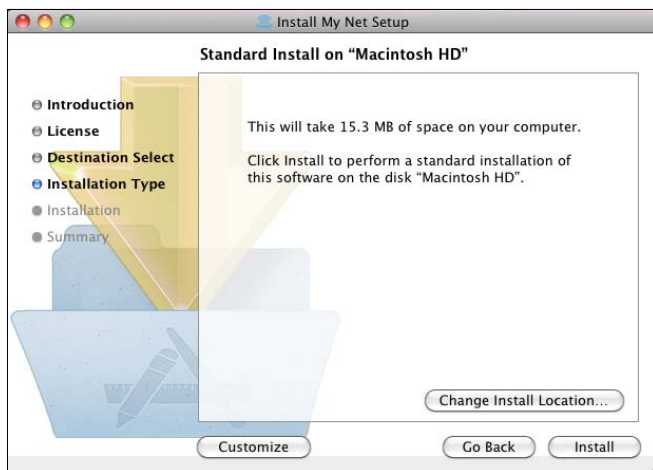 Install My Net Setup
Standard Install on “Macintosh HD”
Introduction
License
Destination Select
Installation Type
Installation
Summary
This will take 15.3 MB of space on your computer.
Click Install to perform a standard installation of
this software on the disk “Macintosh HD”.
Change Install Location...
Customize
Go Back
Install